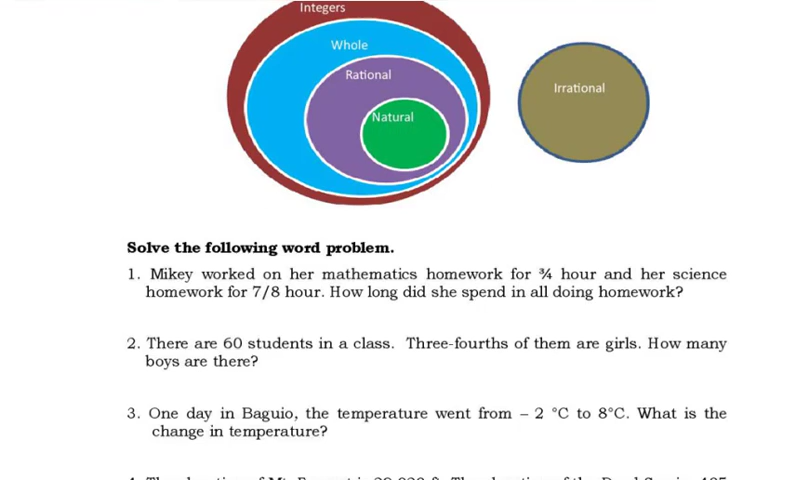 Integers
Whole
Rational
Natural
Irrational
Solve the following word problem.
1. Mikey worked on her mathematics homework for ¾ hour and her science
homework for 7/8 hour. How long did she spend in all doing homework?
2. There are 60 students in a class. Three-fourths of them are girls. How many
boys are there?
3. One day in Baguio, the temperature went from – 2 °C to 8°C. What is the
change in temperature?